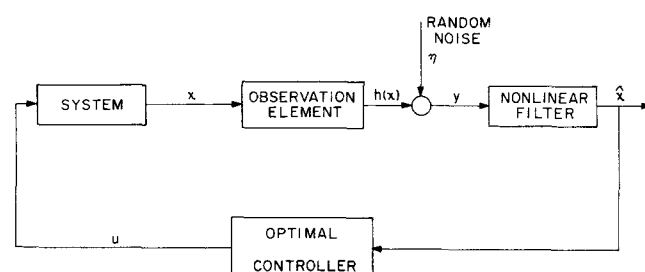 RANDOM
NOISE
η
SYSTEM
x
OBSERVATION
ELEMENT
h(x)
y
NONLINEAR
FILTER
x̂
u
OPTIMAL
CONTROLLER